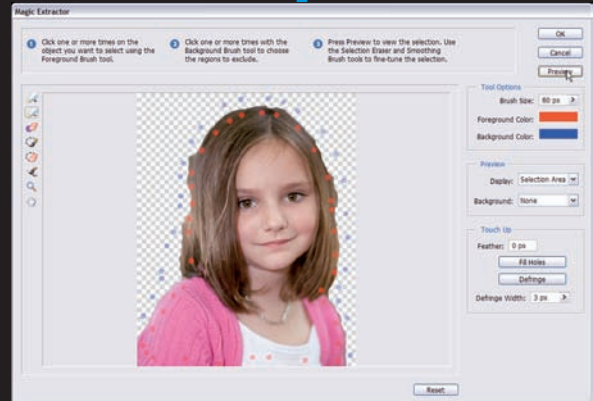 Magic Extractor
1 Click one or more times on the
object you want to select using the
Foreground Brush tool.
2 Click one or more times with the
Background Brush tool to choose
the regions to exclude.
3 Press Preview to view the selection. Use
the Selection Eraser and Smoothing
Brush tools to fine-tune the selection.
OK
Cancel
Preview
Tool Options
Brush Size: 80 px
Foreground Color:
Background Color:
Preview
Display: Selection Area
Background: None
Touch Up
Feather: 0 px
Fill Holes
Defringe
Defringe Width: 3 px
Reset